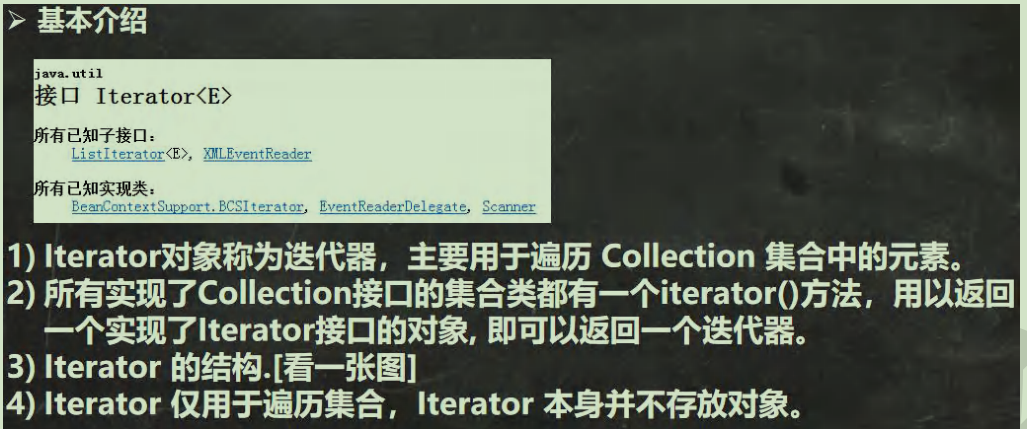 ➢ 基本介绍
java.util
接口 Iterator<E>
所有已知子接口:
ListIterator<E>, XMLEventReader
所有已知实现类:
BeanContextSupport.BCSIterator, EventReaderDelegate, Scanner
1) Iterator对象称为迭代器，主要用于遍历 Collection 集合中的元素。
2) 所有实现了Collection接口的集合类都有一个iterator()方法，用以返回
一个实现了Iterator接口的对象, 即可以返回一个迭代器。
3) Iterator 的结构.[看一张图]
4) Iterator 仅用于遍历集合，Iterator 本身并不存放对象。